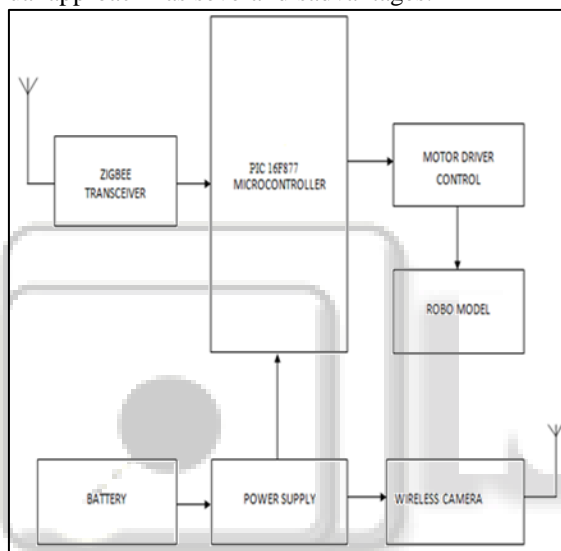 ZIGBEE
TRANSCEIVER
PIC 16F877
MICROCONTROLLER
MOTOR DRIVER
CONTROL
ROBO MODEL
BATTERY
POWER SUPPLY
WIRELESS CAMERA